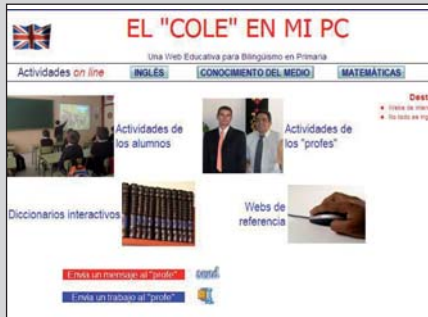 EL "COLE" EN MI PC
Una Web Educativa para Bilingüismo en Primaria
Actividades on line
INGLÉS
CONOCIMIENTO DEL MEDIO
MATEMÁTICAS
Dest
Actividades de
los alumnos
Actividades de
los "profes"
Diccionarios interactivos
Webs de
referencia
Envía un mensaje al "profe"
send
Envía un trabajo al "profe"